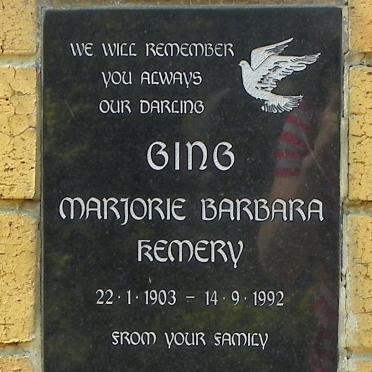 WE WILL REMEMBER
YOU ALWAYS
OUR DARLING
GING
MARJORIE BARBARA
KEMERY
22 · 1 · 1903 – 14 · 9 · 1992
FROM YOUR FAMILY